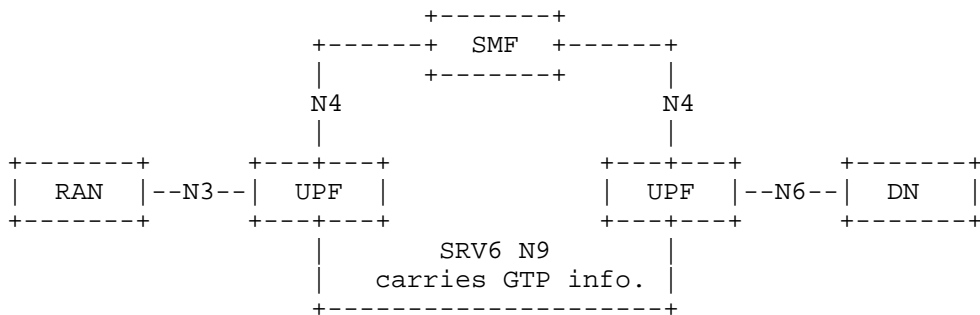 SMF
N4 N4
RAN --N3-- UPF UPF --N6-- DN
SRV6 N9
carries GTP info.